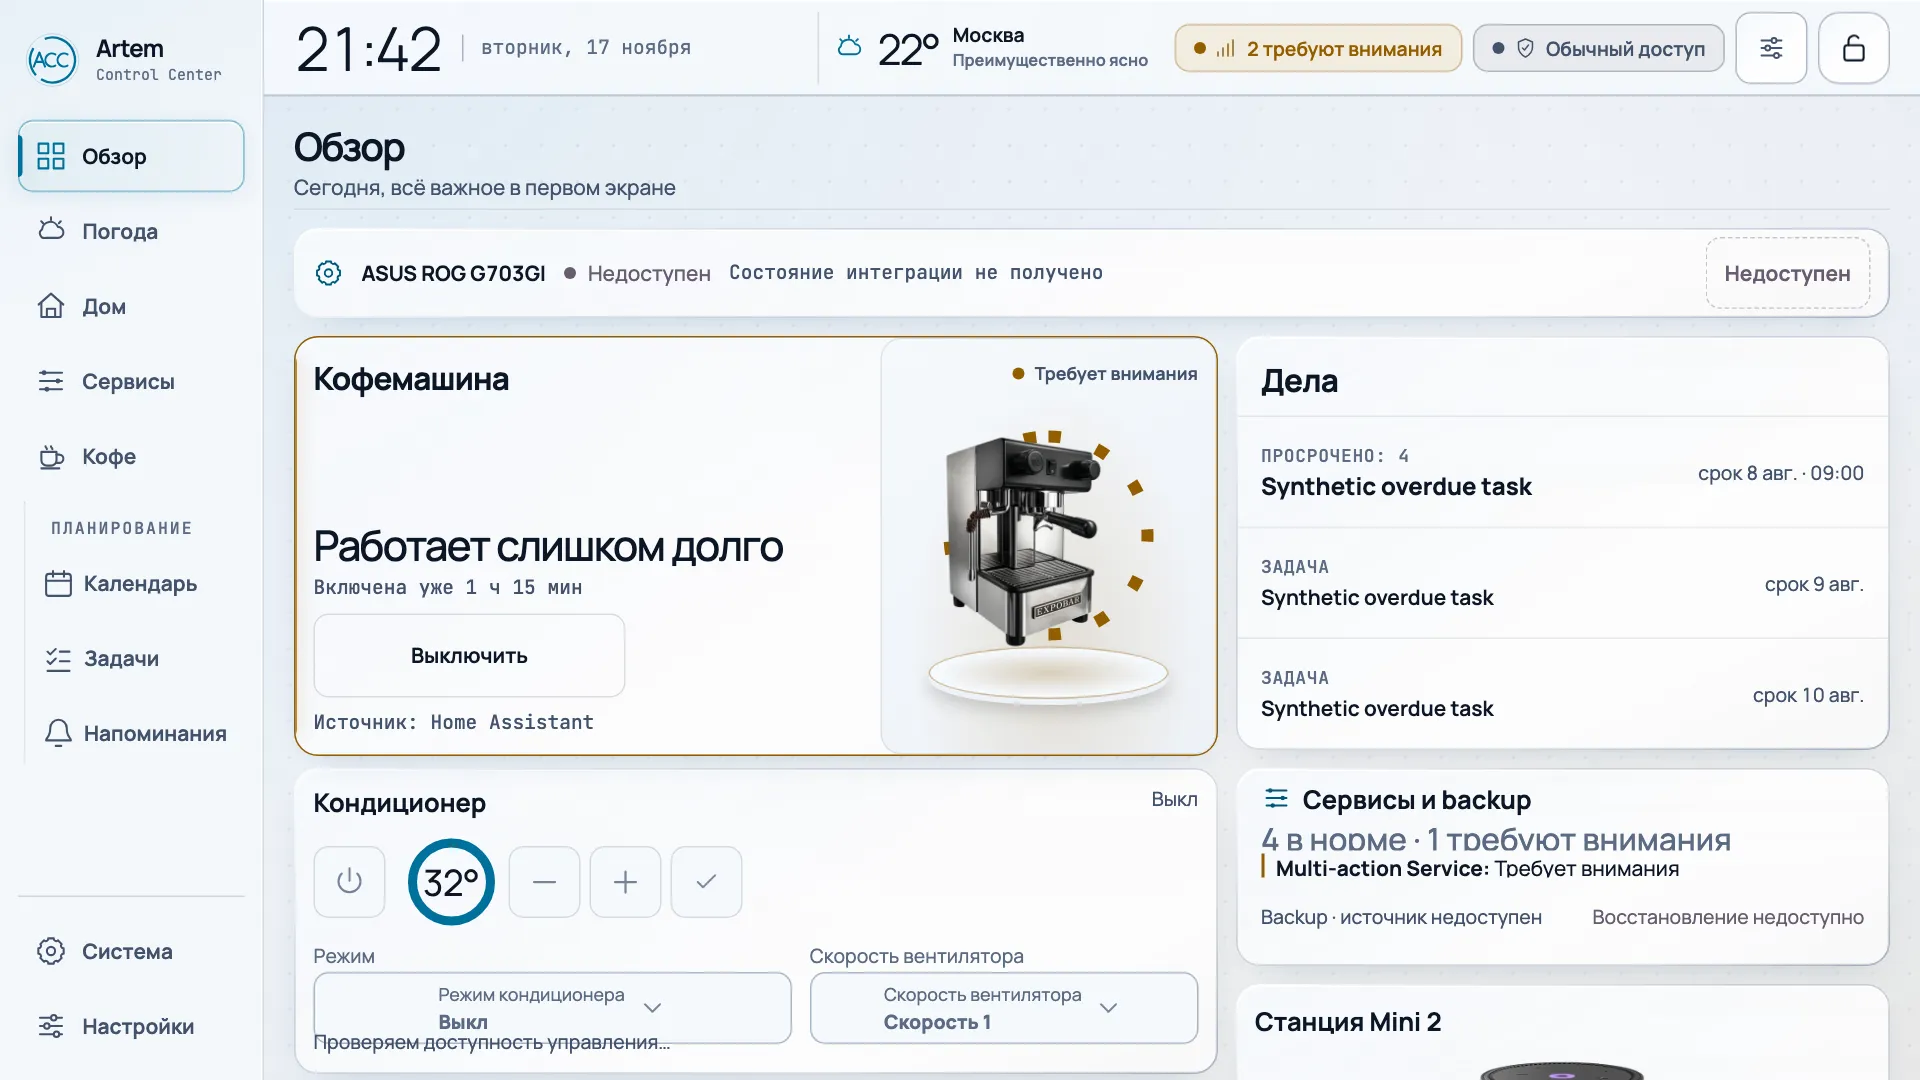 ACC
Artem
Control Center
Обзор
Погода
Дом
Сервисы
Кофе
ПЛАНИРОВАНИЕ
Календарь
Задачи
Напоминания
Система
Настройки
21:42
вторник, 17 ноября
22°
Москва
Преимущественно ясно
2 требуют внимания
Обычный доступ
Обзор
Сегодня, всё важное в первом экране
ASUS ROG G703GI
Недоступен
Состояние интеграции не получено
Недоступен
Кофемашина
Требует внимания
EXPOBAR
Работает слишком долго
Включена уже 1 ч 15 мин
Выключить
Источник: Home Assistant
Дела
ПРОСРОЧЕНО: 4
Synthetic overdue task
срок 8 авг. · 09:00
ЗАДАЧА
Synthetic overdue task
срок 9 авг.
ЗАДАЧА
Synthetic overdue task
срок 10 авг.
Кондиционер
Выкл
32°
Режим
Режим кондиционера
Выкл
Скорость вентилятора
Скорость вентилятора
Скорость 1
Проверяем доступность управления…
Сервисы и backup
4 в норме · 1 требуют внимания
Multi-action Service: Требует внимания
Backup · источник недоступен
Восстановление недоступно
Станция Mini 2